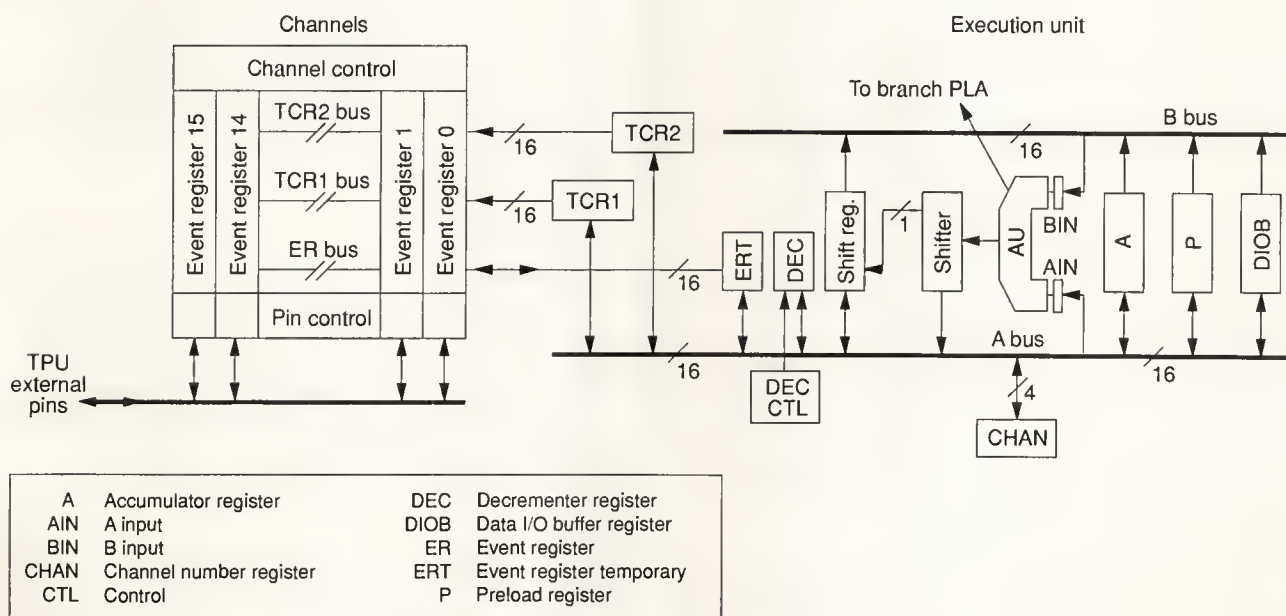 Channels
Execution unit
Channel control
Event register 15
Event register 14
TCR2 bus
TCR1 bus
ER bus
Event register 1
Event register 0
Pin control
TPU
external
pins
16
TCR2
16
TCR1
16
ERT
DEC
DEC
CTL
16
Shift reg.
1
Shifter
To branch PLA
AU
BIN
AIN
16
B bus
A
P
DIOB
A bus
16
4
CHAN
A Accumulator register
AIN A input
BIN B input
CHAN Channel number register
CTL Control
DEC Decrementer register
DIOB Data I/O buffer register
ER Event register
ERT Event register temporary
P Preload register